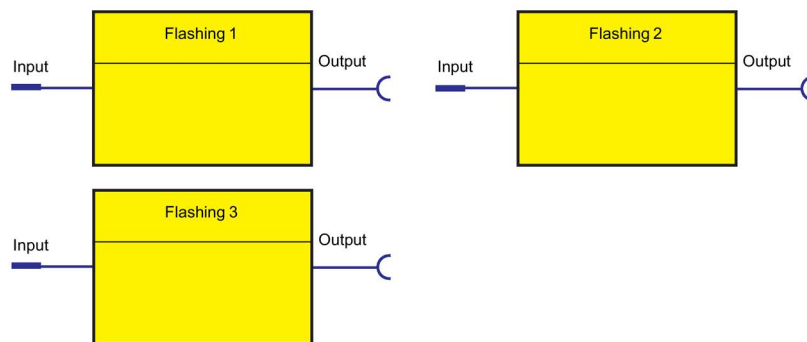 Flashing 1
Input
Output
Flashing 2
Input
Output
Flashing 3
Input
Output